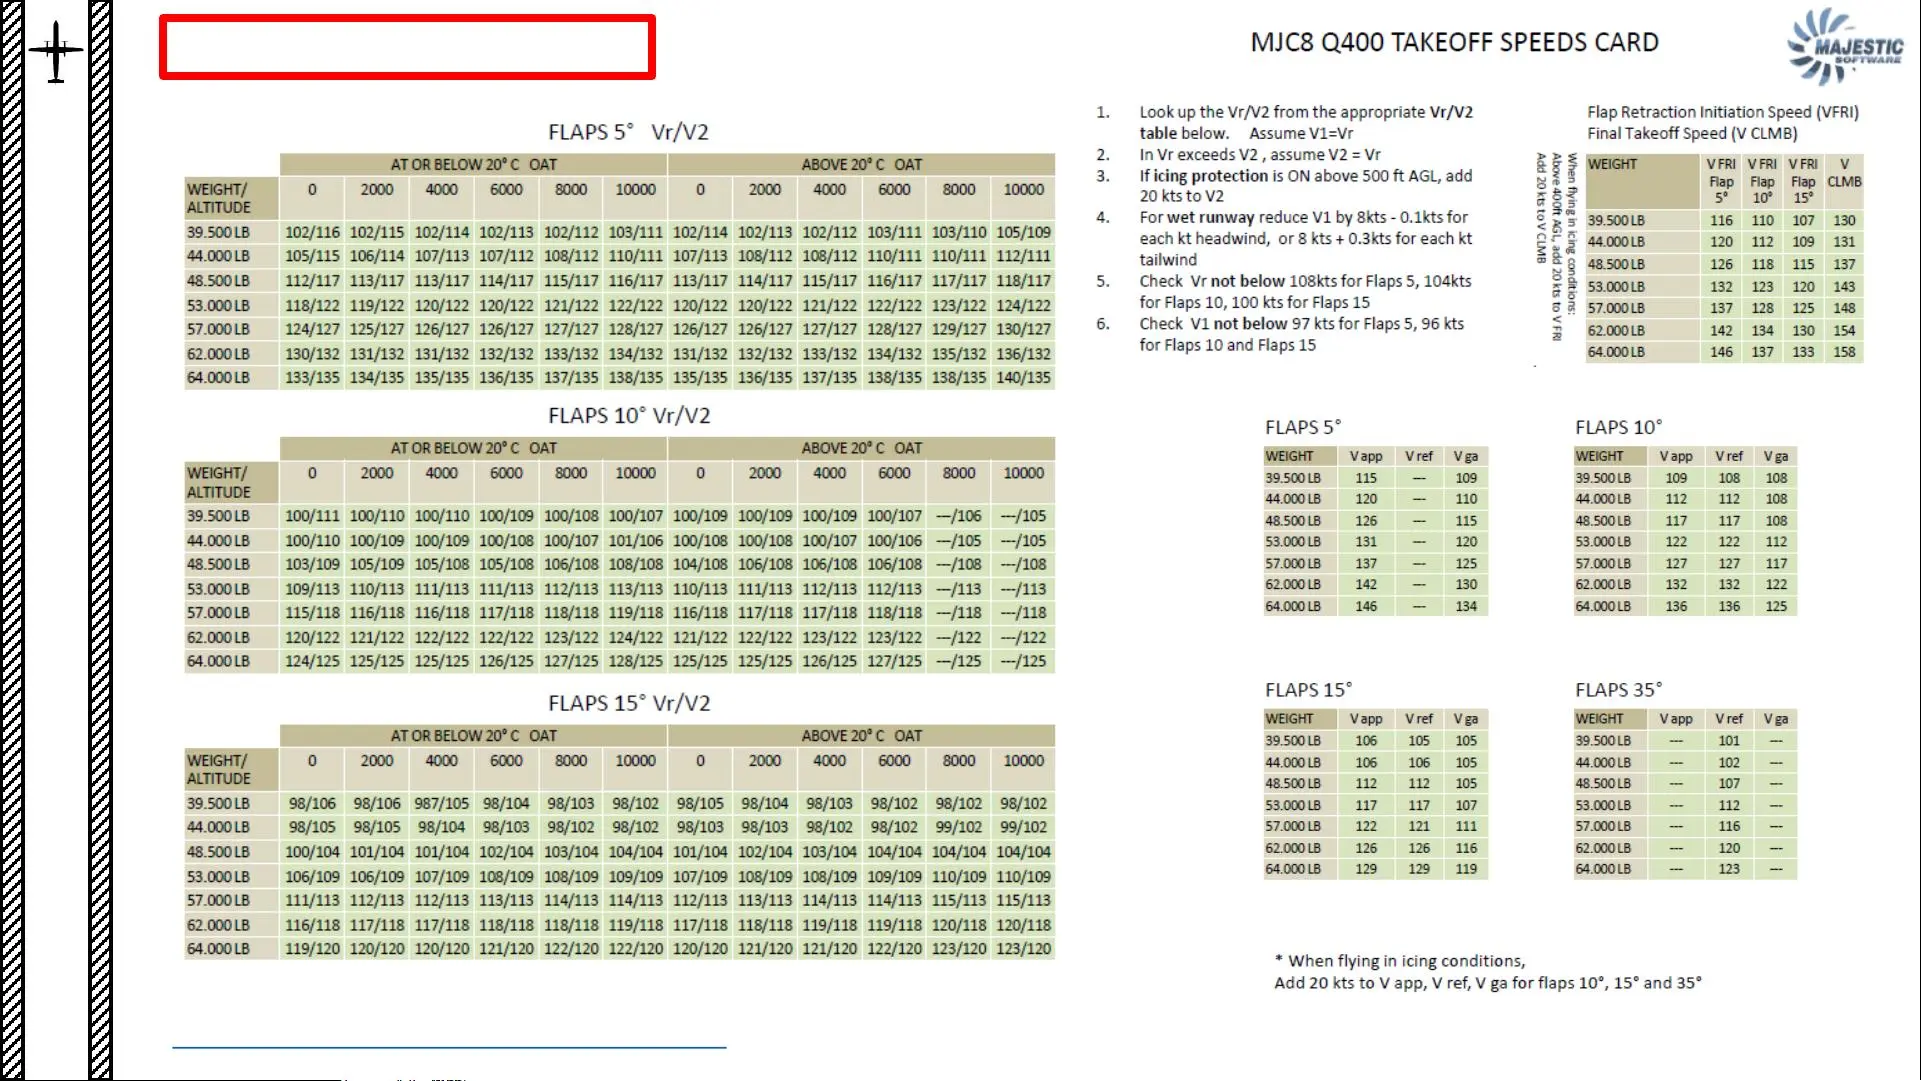 MJC8 Q400 TAKEOFF SPEEDS CARD
MAJESTIC
SOFTWARE
FLAPS 5° Vr/V2
AT OR BELOW 20° C OAT ABOVE 20° C OAT
WEIGHT/ALTITUDE 0 2000 4000 6000 8000 10000 0 2000 4000 6000 8000 10000
39.500 LB 102/116 102/115 102/114 102/113 102/112 103/111 102/114 102/113 102/112 103/111 103/110 105/109
44.000 LB 105/115 106/114 107/113 107/112 108/112 110/111 107/113 108/112 108/112 110/111 110/111 112/111
48.500 LB 112/117 113/117 113/117 114/117 115/117 116/117 113/117 114/117 115/117 116/117 117/117 118/117
53.000 LB 118/122 119/122 120/122 120/122 121/122 122/122 120/122 120/122 121/122 122/122 123/122 124/122
57.000 LB 124/127 125/127 126/127 126/127 127/127 128/127 126/127 126/127 127/127 128/127 129/127 130/127
62.000 LB 130/132 131/132 131/132 132/132 133/132 134/132 131/132 132/132 133/132 134/132 135/132 136/132
64.000 LB 133/135 134/135 135/135 136/135 137/135 138/135 135/135 136/135 137/135 138/135 138/135 140/135
FLAPS 10° Vr/V2
AT OR BELOW 20° C OAT ABOVE 20° C OAT
WEIGHT/ALTITUDE 0 2000 4000 6000 8000 10000 0 2000 4000 6000 8000 10000
39.500 LB 100/111 100/110 100/110 100/109 100/108 100/107 100/109 100/109 100/109 100/107 ---/106 ---/105
44.000 LB 100/110 100/109 100/109 100/108 100/107 101/106 100/108 100/108 100/107 100/106 ---/105 ---/105
48.500 LB 103/109 105/109 105/108 105/108 106/108 108/108 104/108 106/108 106/108 106/108 ---/108 ---/108
53.000 LB 109/113 110/113 111/113 111/113 112/113 113/113 110/113 111/113 112/113 112/113 ---/113 ---/113
57.000 LB 115/118 116/118 116/118 117/118 118/118 119/118 116/118 117/118 117/118 118/118 ---/118 ---/118
62.000 LB 120/122 121/122 122/122 122/122 123/122 124/122 121/122 122/122 123/122 123/122 ---/122 ---/122
64.000 LB 124/125 125/125 125/125 126/125 127/125 128/125 125/125 125/125 126/125 127/125 ---/125 ---/125
FLAPS 15° Vr/V2
AT OR BELOW 20° C OAT ABOVE 20° C OAT
WEIGHT/ALTITUDE 0 2000 4000 6000 8000 10000 0 2000 4000 6000 8000 10000
39.500 LB 98/106 98/106 987/105 98/104 98/103 98/102 98/105 98/104 98/103 98/102 98/102 98/102
44.000 LB 98/105 98/105 98/104 98/103 98/102 98/102 98/103 98/103 98/102 98/102 99/102 99/102
48.500 LB 100/104 101/104 101/104 102/104 103/104 104/104 101/104 102/104 103/104 104/104 104/104 104/104
53.000 LB 106/109 106/109 107/109 108/109 108/109 109/109 107/109 108/109 108/109 109/109 110/109 110/109
57.000 LB 111/113 112/113 112/113 113/113 114/113 114/113 112/113 113/113 114/113 114/113 115/113 115/113
62.000 LB 116/118 117/118 117/118 118/118 118/118 119/118 117/118 118/118 119/118 119/118 120/118 120/118
64.000 LB 119/120 120/120 120/120 121/120 122/120 122/120 120/120 121/120 121/120 122/120 123/120 123/120
1. Look up the Vr/V2 from the appropriate Vr/V2
table below. Assume V1=Vr
2. In Vr exceeds V2 , assume V2 = Vr
3. If icing protection is ON above 500 ft AGL, add
20 kts to V2
4. For wet runway reduce V1 by 8kts - 0.1kts for
each kt headwind, or 8 kts + 0.3kts for each kt
tailwind
5. Check Vr not below 108kts for Flaps 5, 104kts
for Flaps 10, 100 kts for Flaps 15
6. Check V1 not below 97 kts for Flaps 5, 96 kts
for Flaps 10 and Flaps 15
When flying in icing conditions:
Above 400ft AGL, add 20 kts to V FRI
Add 20 kts to V CLMB
Flap Retraction Initiation Speed (VFRI)
Final Takeoff Speed (V CLMB)
WEIGHT V FRI Flap 5° V FRI Flap 10° V FRI Flap 15° V CLMB
39.500 LB 116 110 107 130
44.000 LB 120 112 109 131
48.500 LB 126 118 115 137
53.000 LB 132 123 120 143
57.000 LB 137 128 125 148
62.000 LB 142 134 130 154
64.000 LB 146 137 133 158
FLAPS 5°
WEIGHT V app V ref V ga
39.500 LB 115 --- 109
44.000 LB 120 --- 110
48.500 LB 126 --- 115
53.000 LB 131 --- 120
57.000 LB 137 --- 125
62.000 LB 142 --- 130
64.000 LB 146 --- 134
FLAPS 10°
WEIGHT V app V ref V ga
39.500 LB 109 108 108
44.000 LB 112 112 108
48.500 LB 117 117 108
53.000 LB 122 122 112
57.000 LB 127 127 117
62.000 LB 132 132 122
64.000 LB 136 136 125
FLAPS 15°
WEIGHT V app V ref V ga
39.500 LB 106 105 105
44.000 LB 106 106 105
48.500 LB 112 112 105
53.000 LB 117 117 107
57.000 LB 122 121 111
62.000 LB 126 126 116
64.000 LB 129 129 119
FLAPS 35°
WEIGHT V app V ref V ga
39.500 LB --- 101 ---
44.000 LB --- 102 ---
48.500 LB --- 107 ---
53.000 LB --- 112 ---
57.000 LB --- 116 ---
62.000 LB --- 120 ---
64.000 LB --- 123 ---
* When flying in icing conditions,
Add 20 kts to V app, V ref, V ga for flaps 10°, 15° and 35°